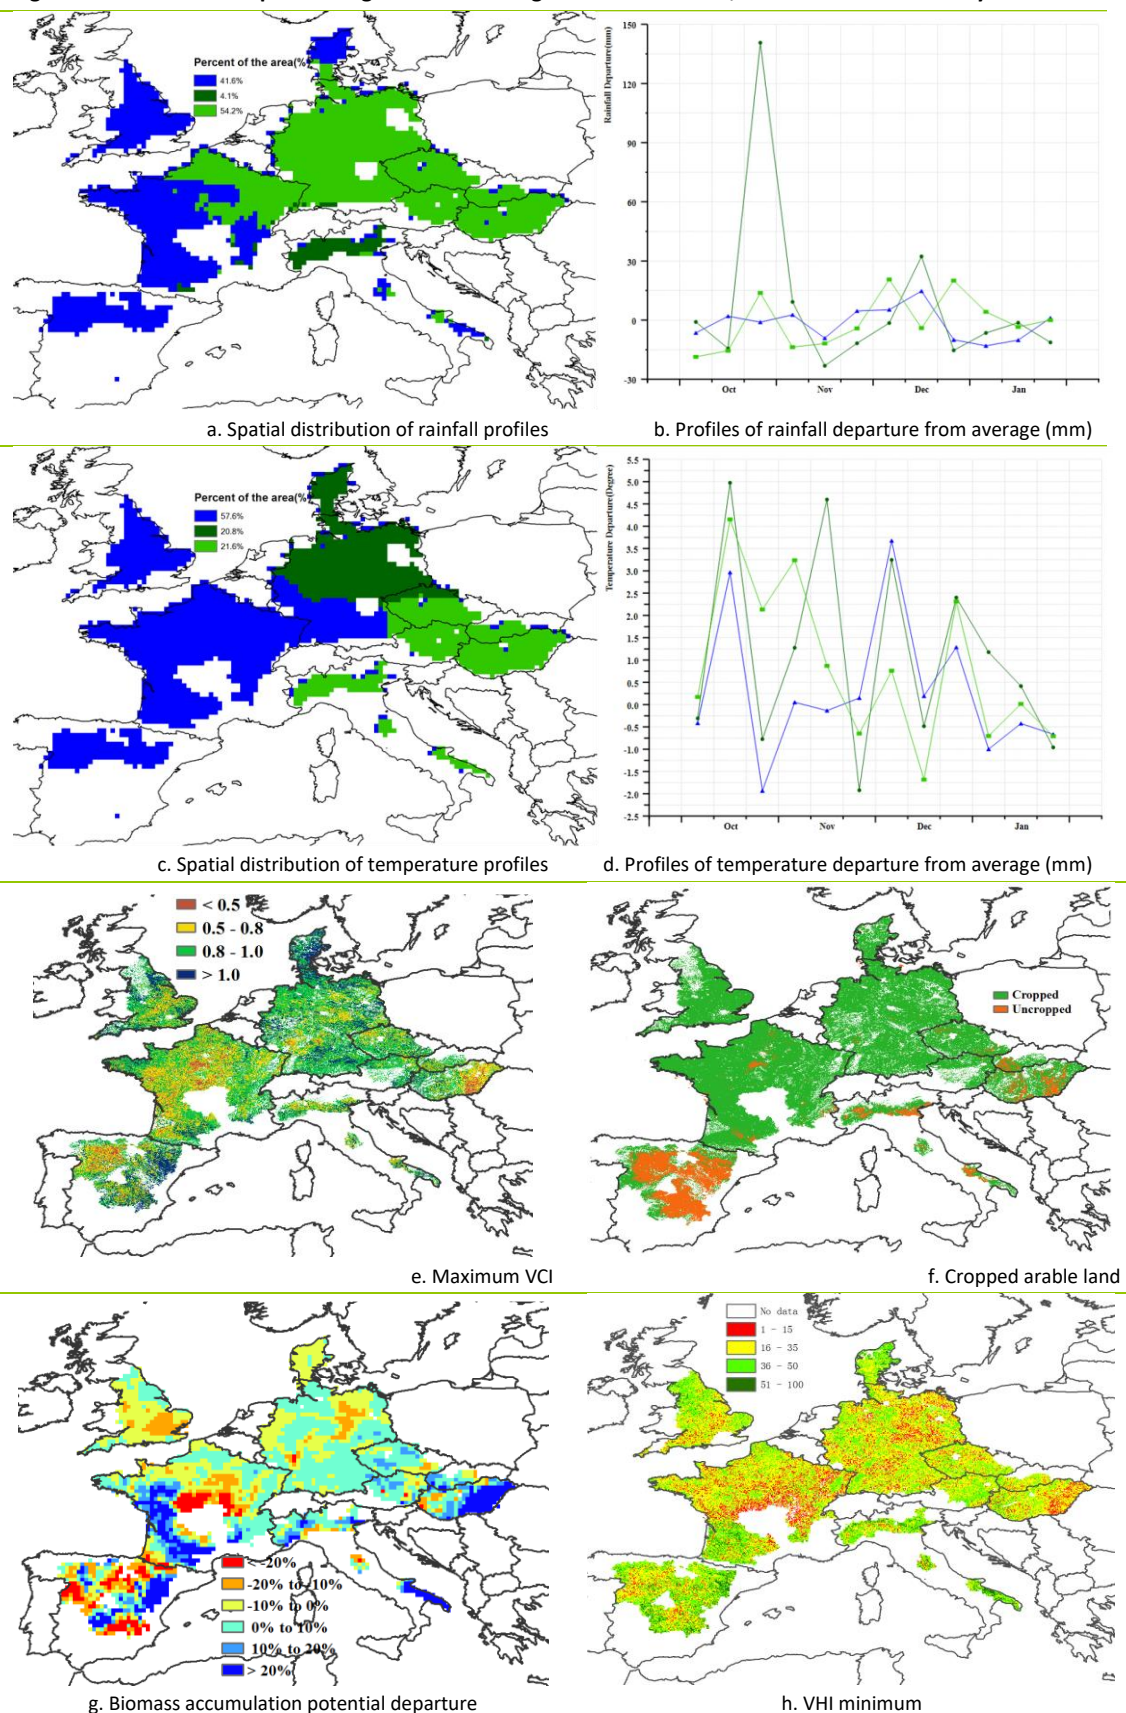 Percent of the area(%)
41.6%
4.1%
54.2%
Rainfall Departure(mm)
150
120
90
60
30
0
-30
Oct
Nov
Dec
Jan
a. Spatial distribution of rainfall profiles
b. Profiles of rainfall departure from average (mm)
Percent of the area(%
57.6%
20.8%
21.6%
Temperature Departure(Degree)
5.5
5.0
4.5
4.0
3.5
3.0
2.5
2.0
1.5
1.0
0.5
0.0
-0.5
-1.0
-1.5
-2.0
-2.5
Oct
Nov
Dec
Jan
c. Spatial distribution of temperature profiles
d. Profiles of temperature departure from average (mm)
< 0.5
0.5 - 0.8
0.8 - 1.0
> 1.0
Cropped
Uncropped
e. Maximum VCI
f. Cropped arable land
<-20%
-20% to -10%
-10% to 0%
0% to 10%
10% to 20%
> 20%
No data
1 - 15
16 - 35
36 - 50
51 - 100
g. Biomass accumulation potential departure
h. VHI minimum